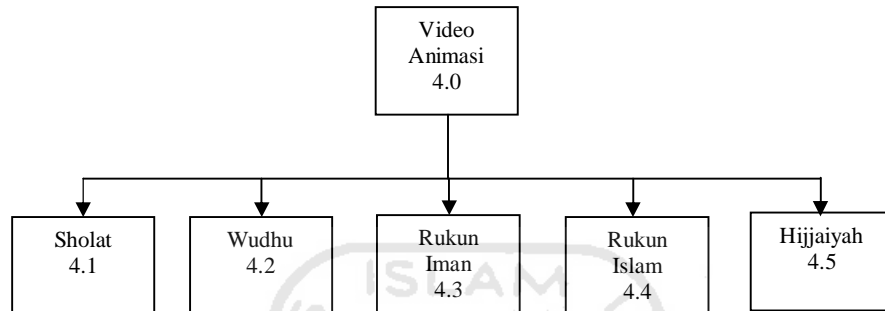 Video
Animasi
4.0
Sholat
4.1
Wudhu
4.2
Rukun
Iman
4.3
Rukun
Islam
4.4
Hijjaiyah
4.5
ISLAM